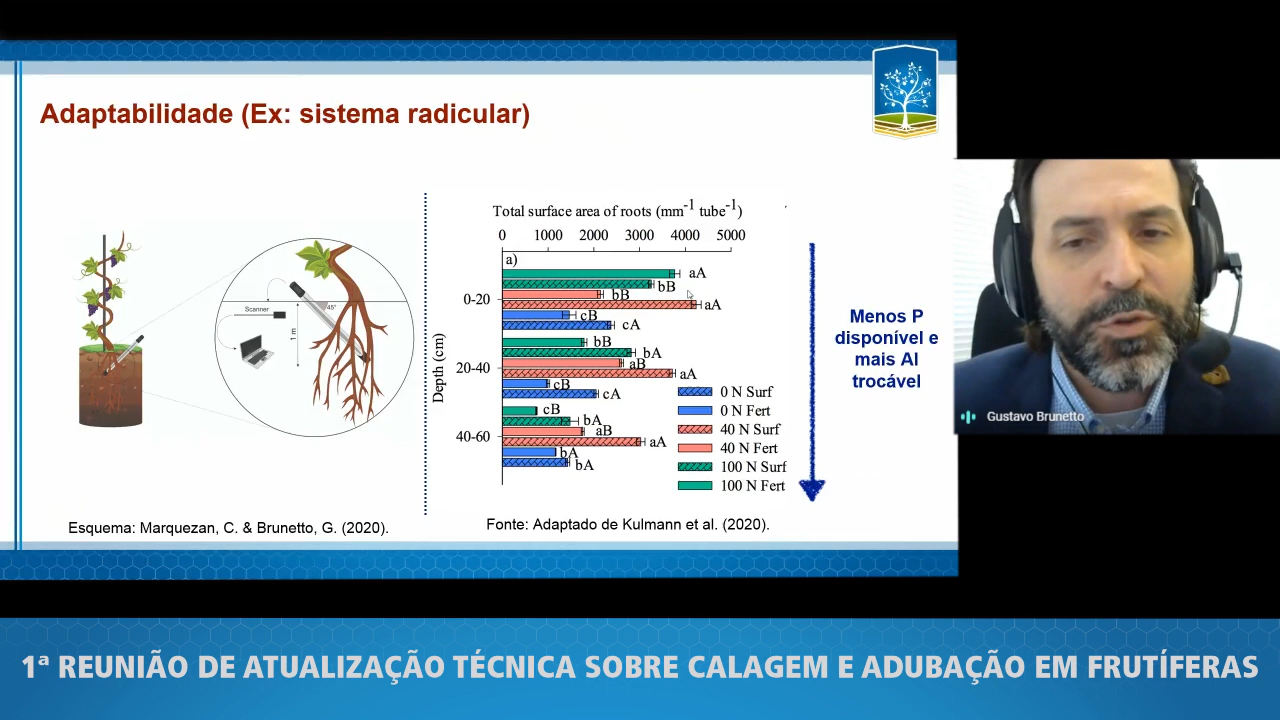 Adaptabilidade (Ex: sistema radicular)
Scanner
1 m
45°
Esquema: Marquezan, C. & Brunetto, G. (2020).
Total surface area of roots (mm-1 tube-1)
0 1000 2000 3000 4000 5000
a)
Depth (cm)
0-20
aA
bB
bB
aA
cB
cA
20-40
bB
bA
aB
aA
cB
cA
40-60
cB
bA
aB
aA
bA
bA
0 N Surf
0 N Fert
40 N Surf
40 N Fert
100 N Surf
100 N Fert
Fonte: Adaptado de Kulmann et al. (2020).
Menos P
disponível e
mais Al
trocável
Gustavo Brunetto
1ª REUNIÃO DE ATUALIZAÇÃO TÉCNICA SOBRE CALAGEM E ADUBAÇÃO EM FRUTÍFERAS